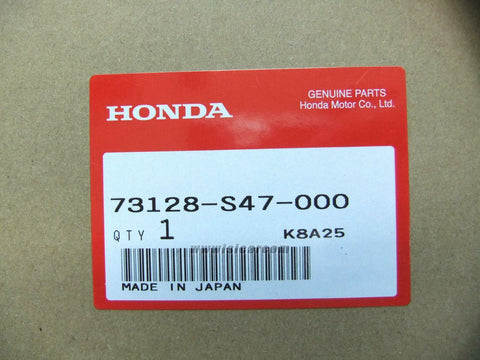 GENUINE PARTS
HONDA
Honda Motor Co., Ltd.
73128-S47-000
QTY 1 K8A25
MADE IN JAPAN